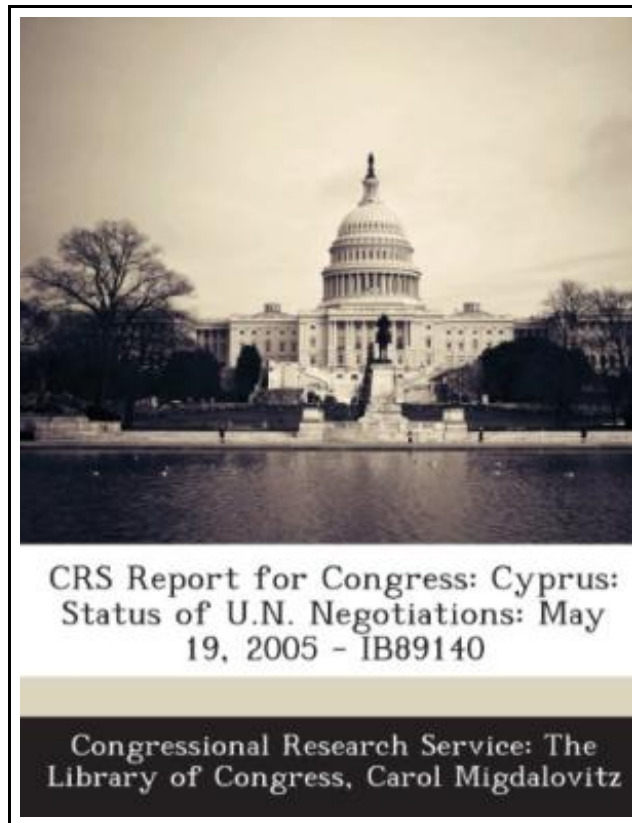 CRS Report for Congress: Cyprus:
Status of U.N. Negotiations: May
19, 2005 - IB89140
Congressional Research Service: The
Library of Congress, Carol Migdalovitz